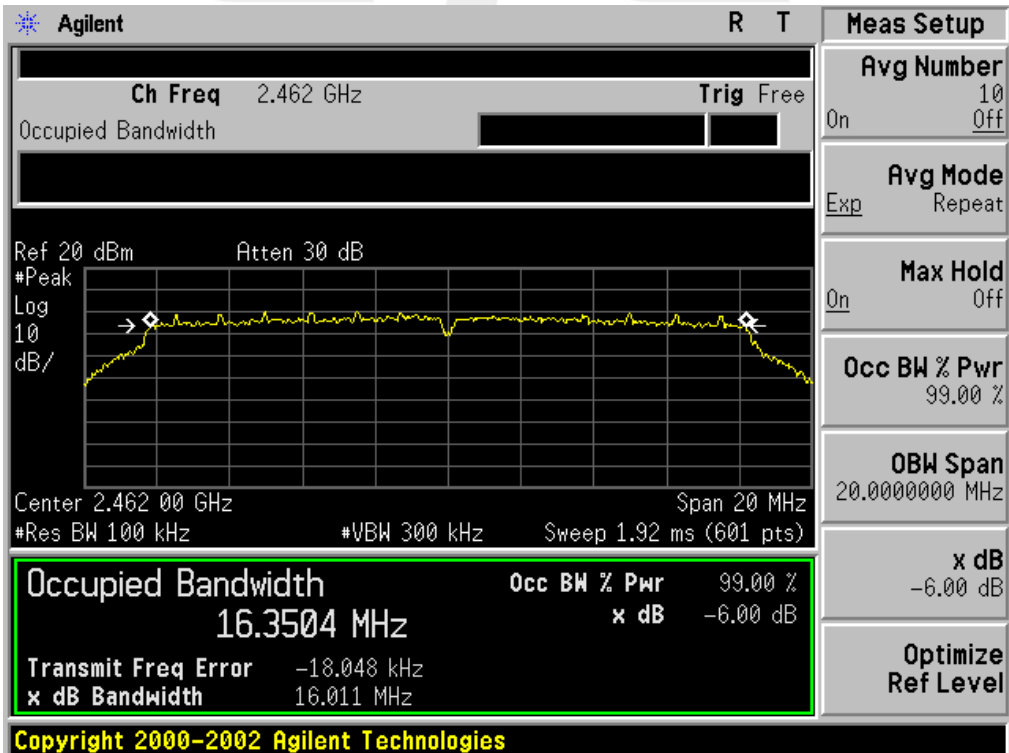 Agilent R T
Ch Freq 2.462 GHz Trig Free
Occupied Bandwidth
Ref 20 dBm Atten 30 dB
#Peak
Log
10
dB/
Center 2.462 00 GHz Span 20 MHz
#Res BW 100 kHz #VBW 300 kHz Sweep 1.92 ms (601 pts)
Occupied Bandwidth
16.3504 MHz
Occ BW % Pwr 99.00 %
x dB -6.00 dB
Transmit Freq Error -18.048 kHz
x dB Bandwidth 16.011 MHz
Copyright 2000-2002 Agilent Technologies
Meas Setup
Avg Number
10
On Off
Avg Mode
Exp Repeat
Max Hold
On Off
Occ BW % Pwr
99.00 %
OBW Span
20.0000000 MHz
x dB
-6.00 dB
Optimize
Ref Level